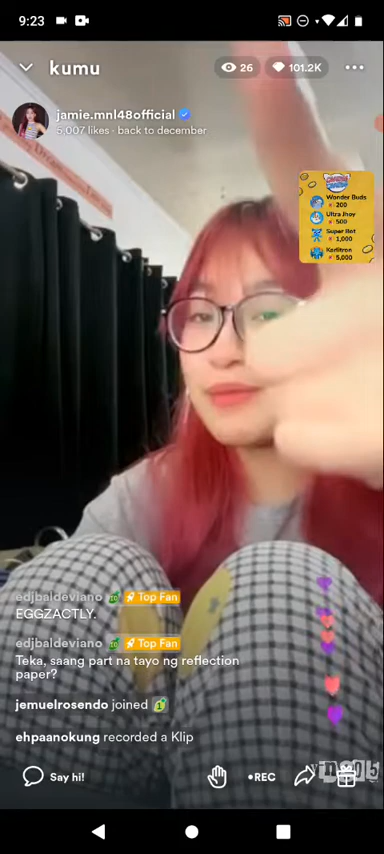 9:23
kumu
26
101.2K
jamie.mnl48official
5,007 likes · back to december
Wonder Buds
200
Ultra Jhoy
500
Super Bot
1,000
Karlitron
5,000
edjbaldeviano Top Fan
EGGZACTLY.
edjbaldeviano Top Fan
Teka, saang part na tayo ng reflection
paper?
jemuelrosendo joined 1
ehpaanokung recorded a Klip
Say hi!
•REC